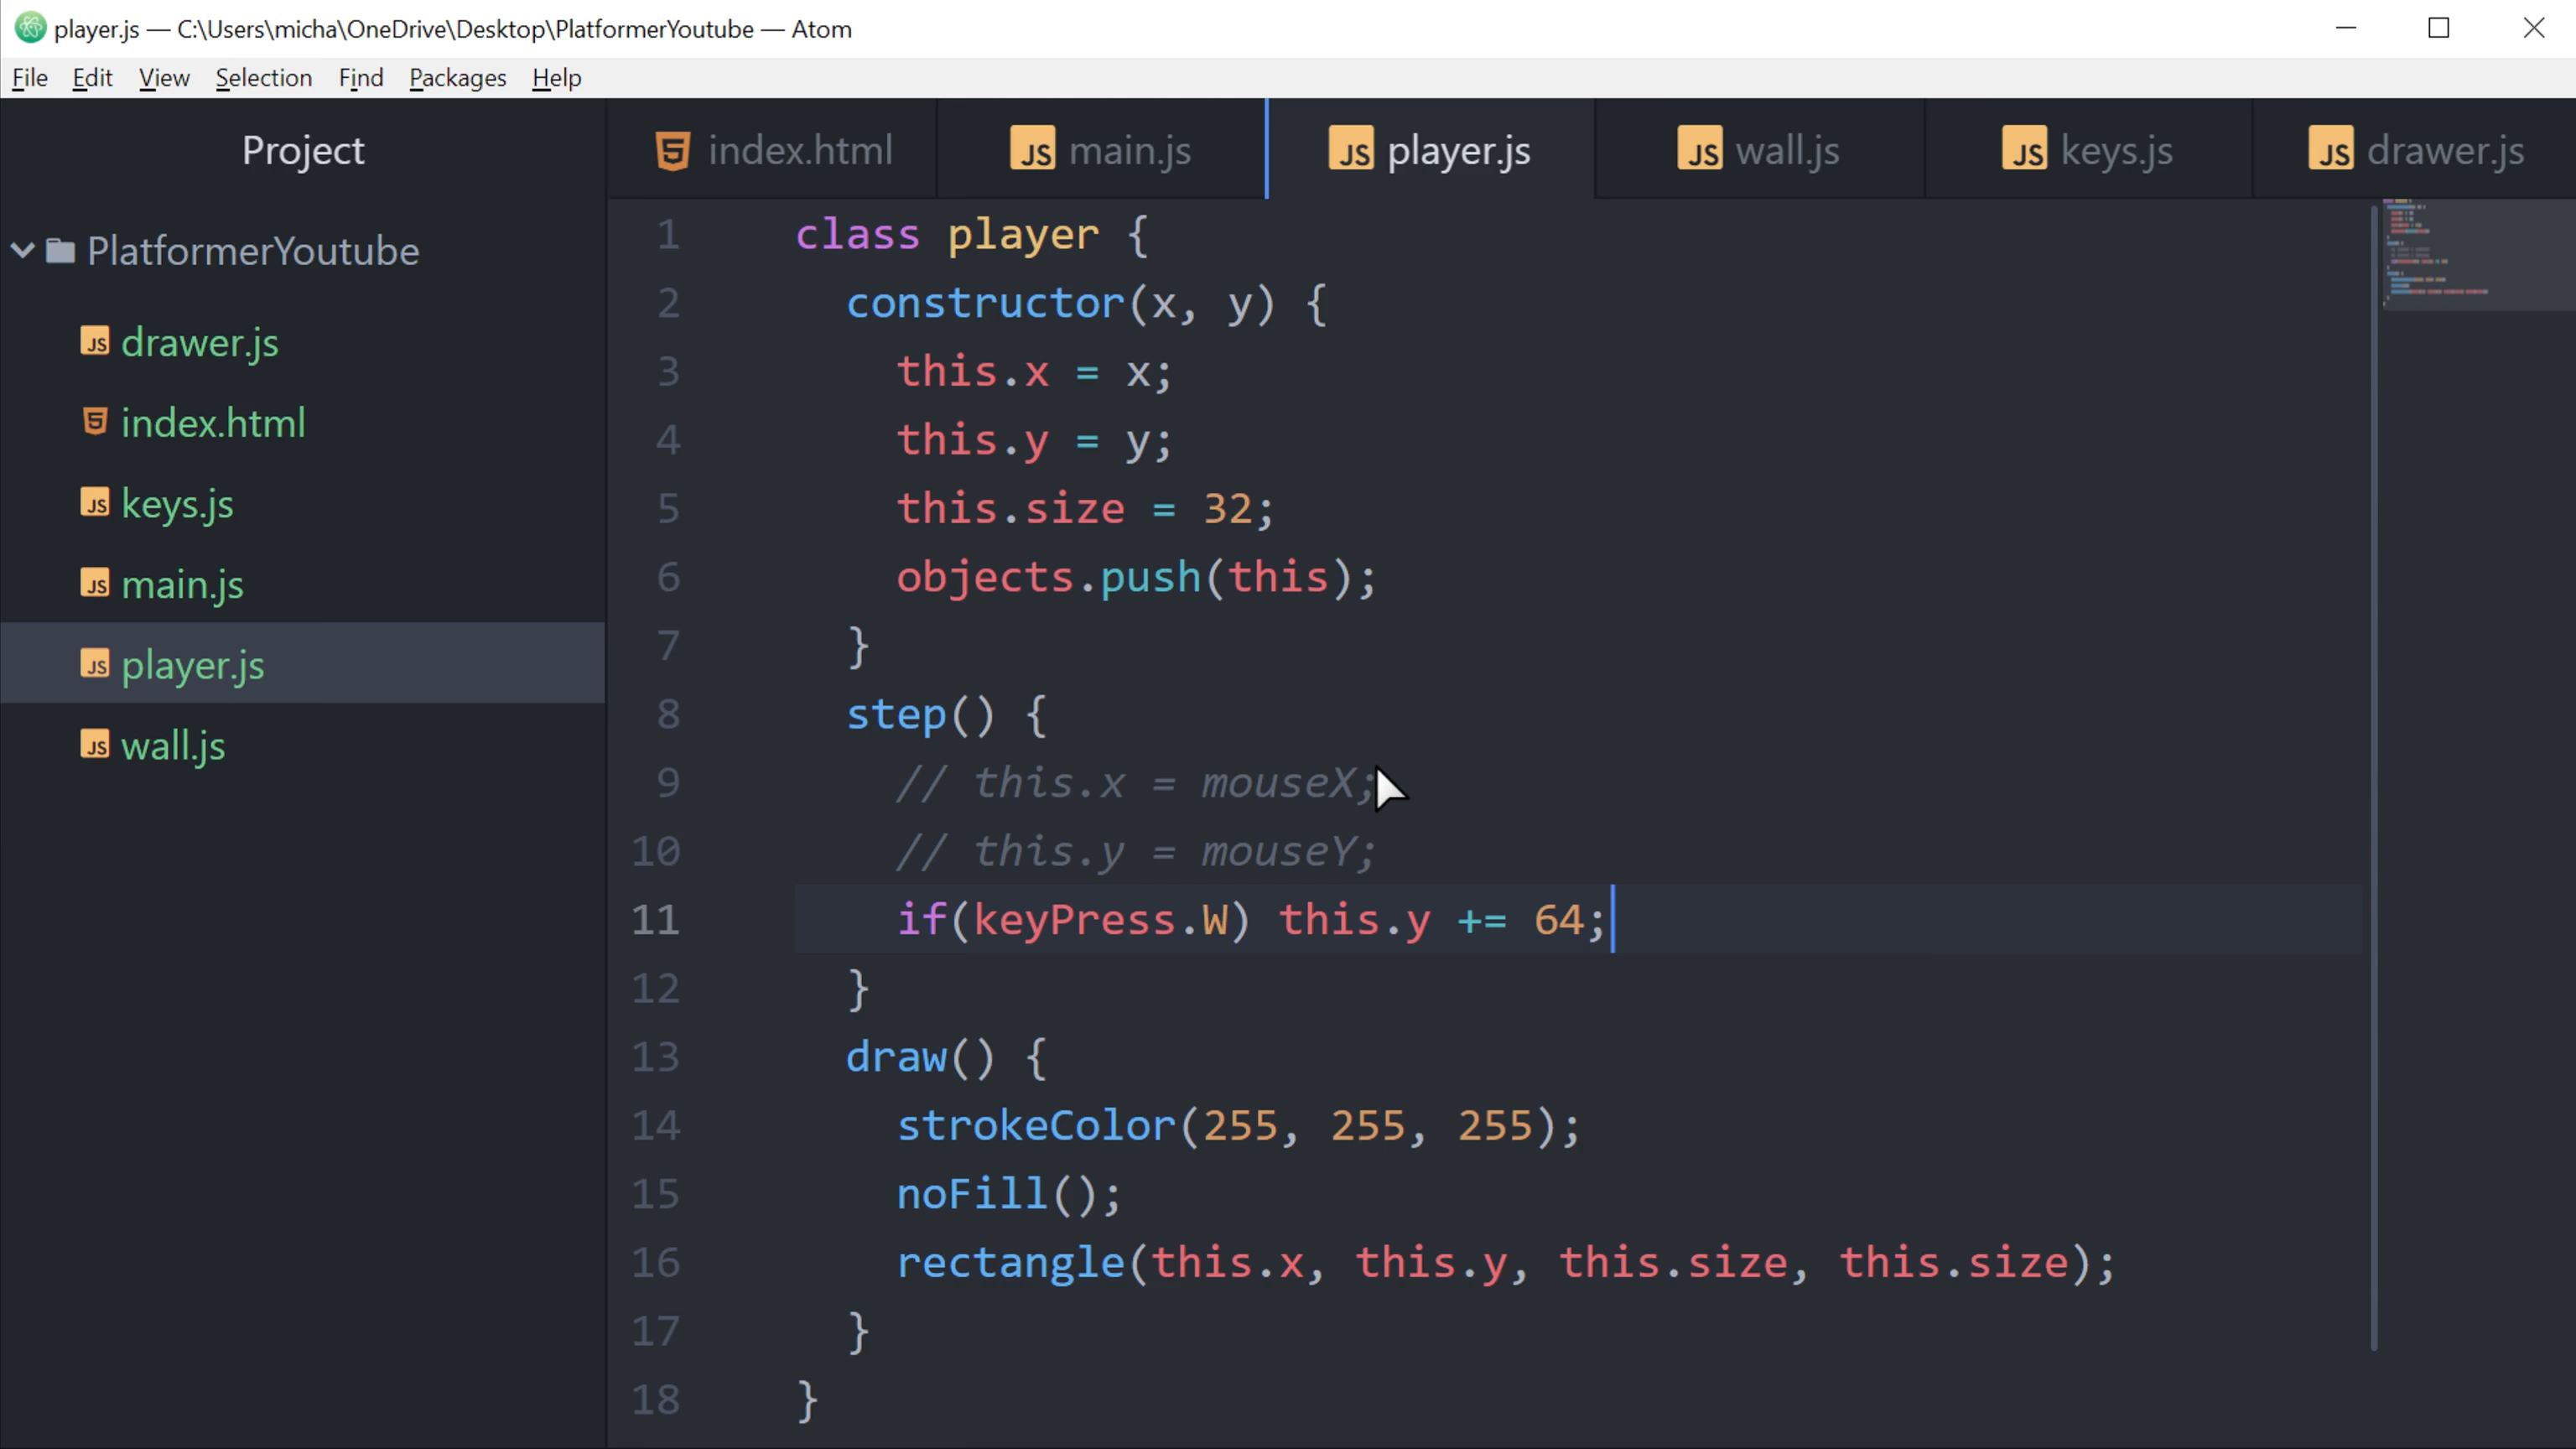 player.js — C:\Users\micha\OneDrive\Desktop\PlatformerYoutube — Atom
File Edit View Selection Find Packages Help
Project
PlatformerYoutube
drawer.js
index.html
keys.js
main.js
player.js
wall.js
index.html main.js player.js wall.js keys.js drawer.js
1 class player {
2 constructor(x, y) {
3 this.x = x;
4 this.y = y;
5 this.size = 32;
6 objects.push(this);
7 }
8 step() {
9 // this.x = mouseX;
10 // this.y = mouseY;
11 if(keyPress.W) this.y += 64;
12 }
13 draw() {
14 strokeColor(255, 255, 255);
15 noFill();
16 rectangle(this.x, this.y, this.size, this.size);
17 }
18 }